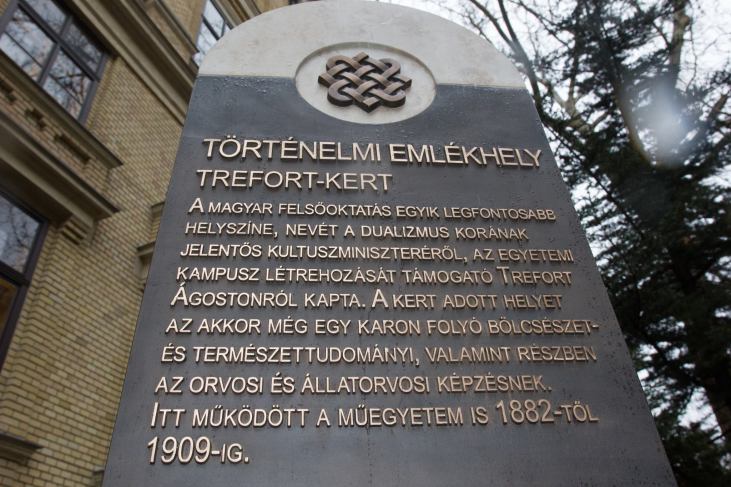 TÖRTÉNELMI EMLÉKHELY
TREFORT-KERT
A MAGYAR FELSŐOKTATÁS EGYIK LEGFONTOSABB
HELYSZÍNE, NEVÉT A DUALIZMUS KORÁNAK
JELENTŐS KULTUSZMINISZTERÉRŐL, AZ EGYETEMI
KAMPUSZ LÉTREHOZÁSÁT TÁMOGATÓ TREFORT
ÁGOSTONRÓL KAPTA. A KERT ADOTT HELYET
AZ AKKOR MÉG EGY KARON FOLYÓ BÖLCSÉSZET-
ÉS TERMÉSZETTUDOMÁNYI, VALAMINT RÉSZBEN
AZ ORVOSI ÉS ÁLLATORVOSI KÉPZÉSNEK.
ITT MŰKÖDÖTT A MŰEGYETEM IS 1882-TŐL
1909-IG.